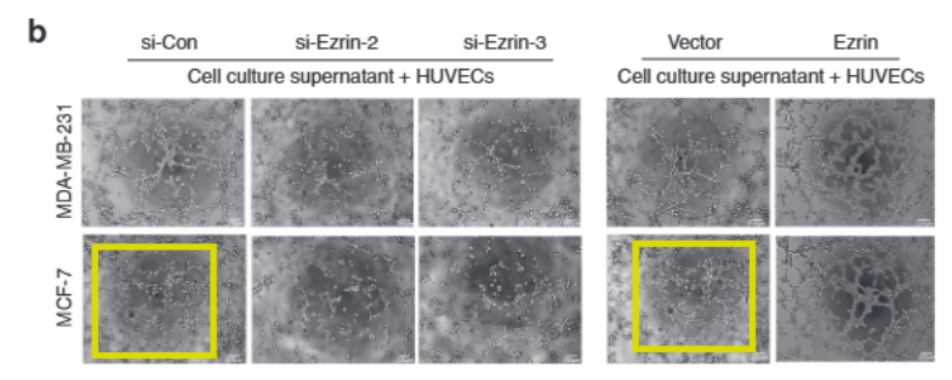 b
si-Con si-Ezrin-2 si-Ezrin-3 Vector Ezrin
Cell culture supernatant + HUVECs Cell culture supernatant + HUVECs
MDA-MB-231
MCF-7